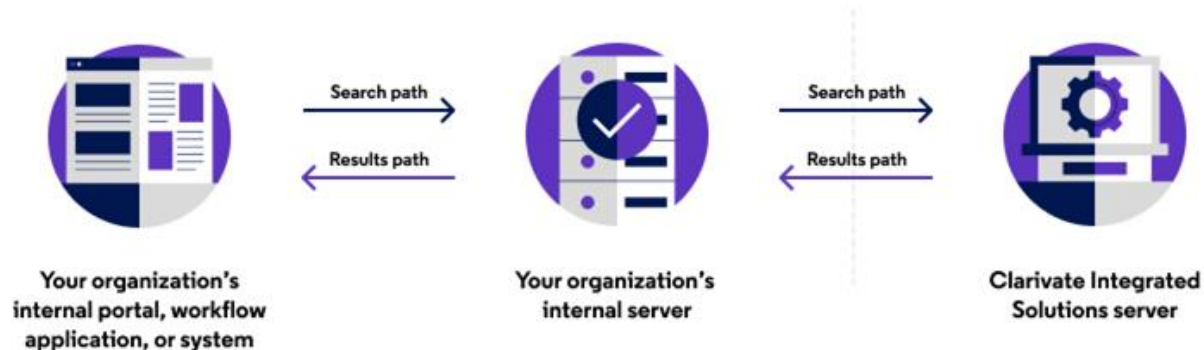 Search path
Results path
Search path
Results path
Your organization's
internal portal, workflow
application, or system
Your organization's
internal server
Clarivate Integrated
Solutions server